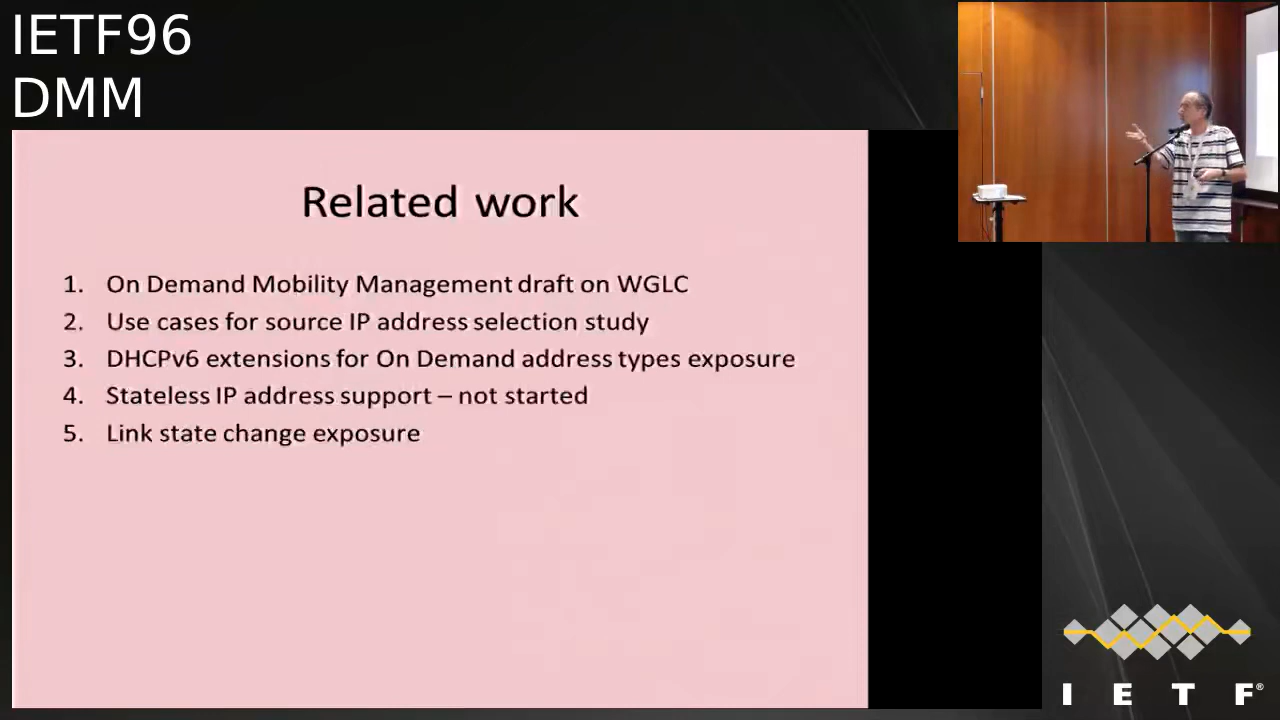 IETF96
DMM
Related work
1. On Demand Mobility Management draft on WGLC
2. Use cases for source IP address selection study
3. DHCPv6 extensions for On Demand address types exposure
4. Stateless IP address support – not started
5. Link state change exposure
I E T F®